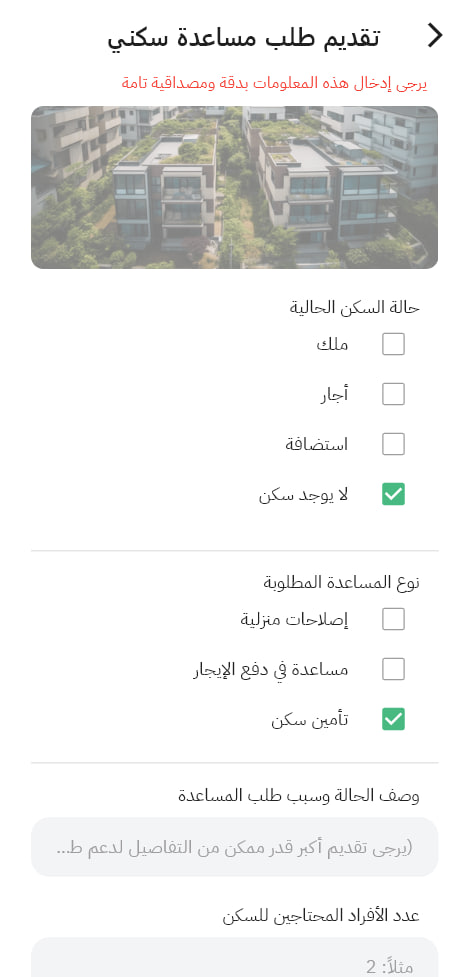 تقديم طلب مساعدة سكني
يرجى إدخال هذه المعلومات بدقة ومصداقية تامة
حالة السكن الحالية
ملك
أجار
استضافة
لا يوجد سكن
نوع المساعدة المطلوبة
إصلاحات منزلية
مساعدة في دفع الإيجار
تأمين سكن
وصف الحالة وسبب طلب المساعدة
(يرجى تقديم أكبر قدر ممكن من التفاصيل لدعم ط...
عدد الأفراد المحتاجين للسكن
مثلاً: 2